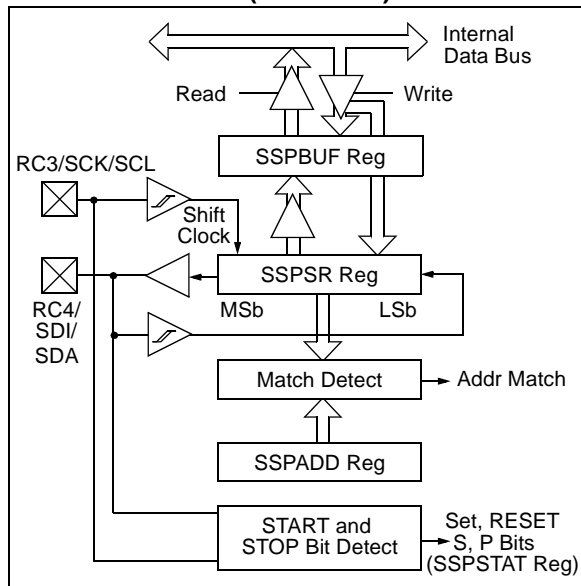 Internal
Data Bus
Read
Write
SSPBUF Reg
RC3/SCK/SCL
Shift
Clock
SSPSR Reg
MSb
LSb
RC4/
SDI/
SDA
Match Detect
Addr Match
SSPADD Reg
START and
STOP Bit Detect
Set, RESET
S, P Bits
(SSPSTAT Reg)